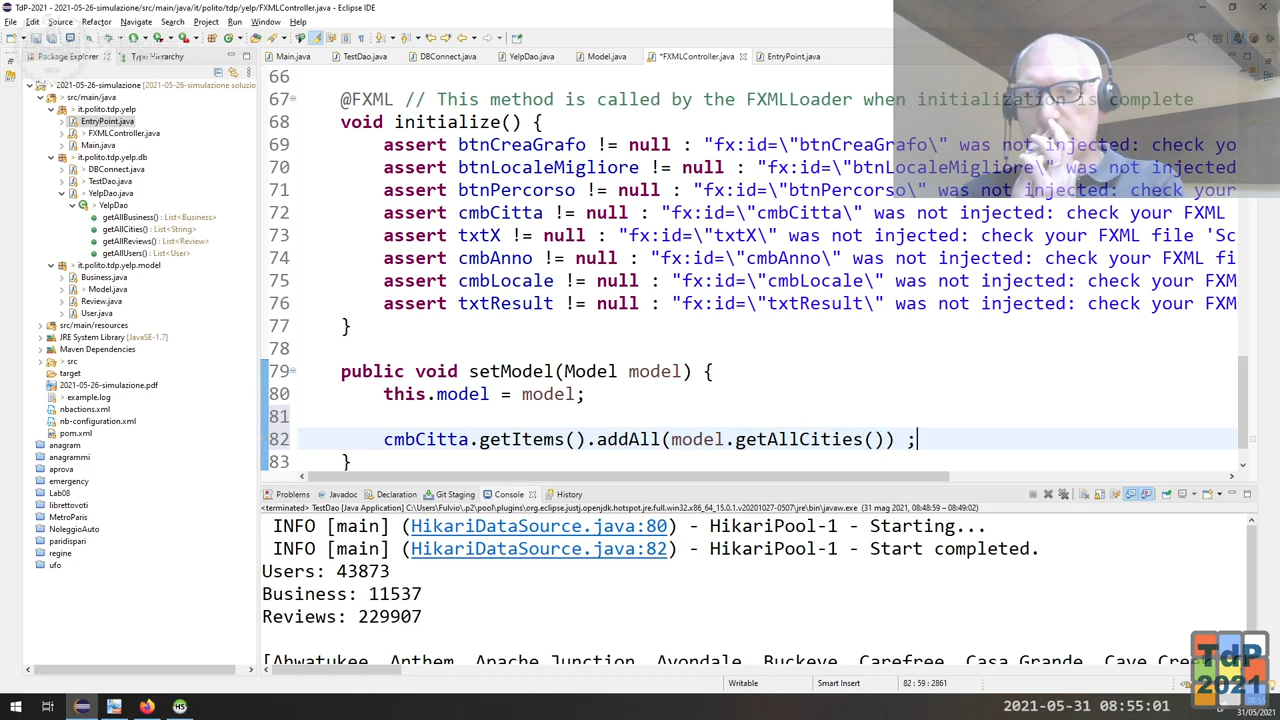 TdP-2021 - 2021-05-26-simulazione/src/main/java/it/polito/tdp/yelp/FXMLController.java - Eclipse IDE
File Edit Source Refactor Navigate Search Project Run Window Help
Package Explorer Type Hierarchy
Main.java TestDao.java DBConnect.java YelpDao.java Model.java *FXMLController.java EntryPoint.java
> 2021-05-26-simulazione [2021-05-26-simulazione soluzio
> src/main/java
> it.polito.tdp.yelp
> EntryPoint.java
> FXMLController.java
> Main.java
> it.polito.tdp.yelp.db
> DBConnect.java
> TestDao.java
> YelpDao.java
> YelpDao
getAllBusiness() : List<Business>
getAllCities() : List<String>
getAllReviews() : List<Review>
getAllUsers() : List<User>
> it.polito.tdp.yelp.model
> Business.java
> Model.java
> Review.java
> User.java
> src/main/resources
JRE System Library [JavaSE-1.7]
Maven Dependencies
> src
target
2021-05-26-simulazione.pdf
> example.log
nbactions.xml
nb-configuration.xml
pom.xml
anagram
anagrammi
aprova
emergency
Lab08
librettovoti
MetroParis
NoleggioAuto
paridispari
regine
ufo
66
67 @FXML // This method is called by the FXMLLoader when initialization is complete
68 void initialize() {
69 assert btnCreaGrafo != null : "fx:id=\"btnCreaGrafo\" was not injected: check yo
70 assert btnLocaleMigliore != null : "fx:id=\"btnLocaleMigliore\" was not injected
71 assert btnPercorso != null : "fx:id=\"btnPercorso\" was not injected: check your
72 assert cmbCitta != null : "fx:id=\"cmbCitta\" was not injected: check your FXML
73 assert txtX != null : "fx:id=\"txtX\" was not injected: check your FXML file 'Sc
74 assert cmbAnno != null : "fx:id=\"cmbAnno\" was not injected: check your FXML fi
75 assert cmbLocale != null : "fx:id=\"cmbLocale\" was not injected: check your FXM
76 assert txtResult != null : "fx:id=\"txtResult\" was not injected: check your FXM
77 }
78
79 public void setModel(Model model) {
80 this.model = model;
81
82 cmbCitta.getItems().addAll(model.getAllCities()) ;
83 }
Problems Javadoc Declaration Git Staging Console History
<terminated> TestDao [Java Application] C:\Users\Fulvio\.p2\pool\plugins\org.eclipse.justj.openjdk.hotspot.jre.full.win32.x86_64_15.0.1.v20201027-0507\jre\bin\javaw.exe (31 mag 2021, 08:48:59 – 08:49:02)
INFO [main] (HikariDataSource.java:80) - HikariPool-1 - Starting...
INFO [main] (HikariDataSource.java:82) - HikariPool-1 - Start completed.
Users: 43873
Business: 11537
Reviews: 229907
[Ahwatukee, Anthem, Apache Junction, Avondale, Buckeye, Carefree, Casa Grande, Cave Cree
Writable Smart Insert 82 : 59 : 2861
TdP
2021
2021-05-31 08:55:01
31/05/2021